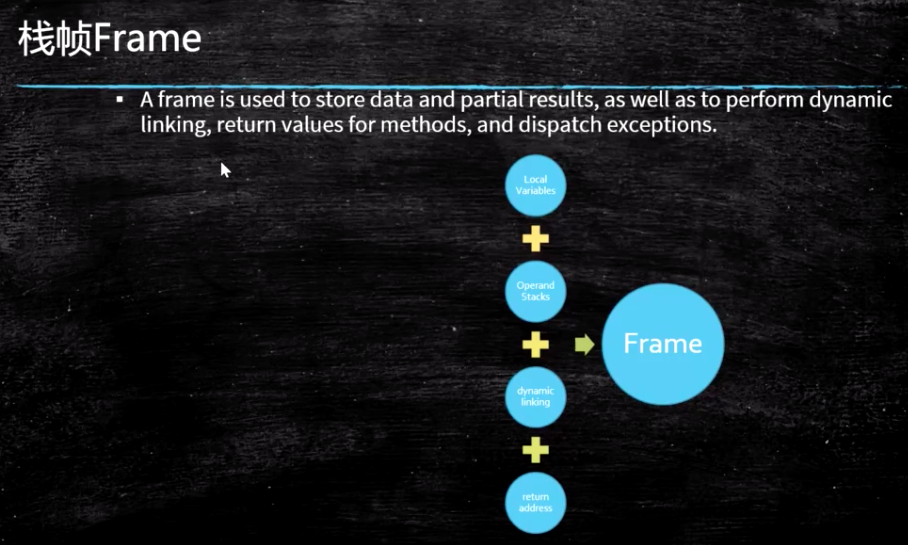 栈帧Frame
▪ A frame is used to store data and partial results, as well as to perform dynamic
linking, return values for methods, and dispatch exceptions.
Local
Variables
Operand
Stacks
dynamic
linking
return
address
Frame